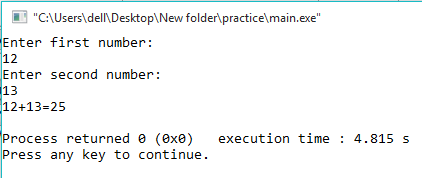 "C:\Users\dell\Desktop\New folder\practice\main.exe"
Enter first number:
12
Enter second number:
13
12+13=25
Process returned 0 (0x0)   execution time : 4.815 s
Press any key to continue.